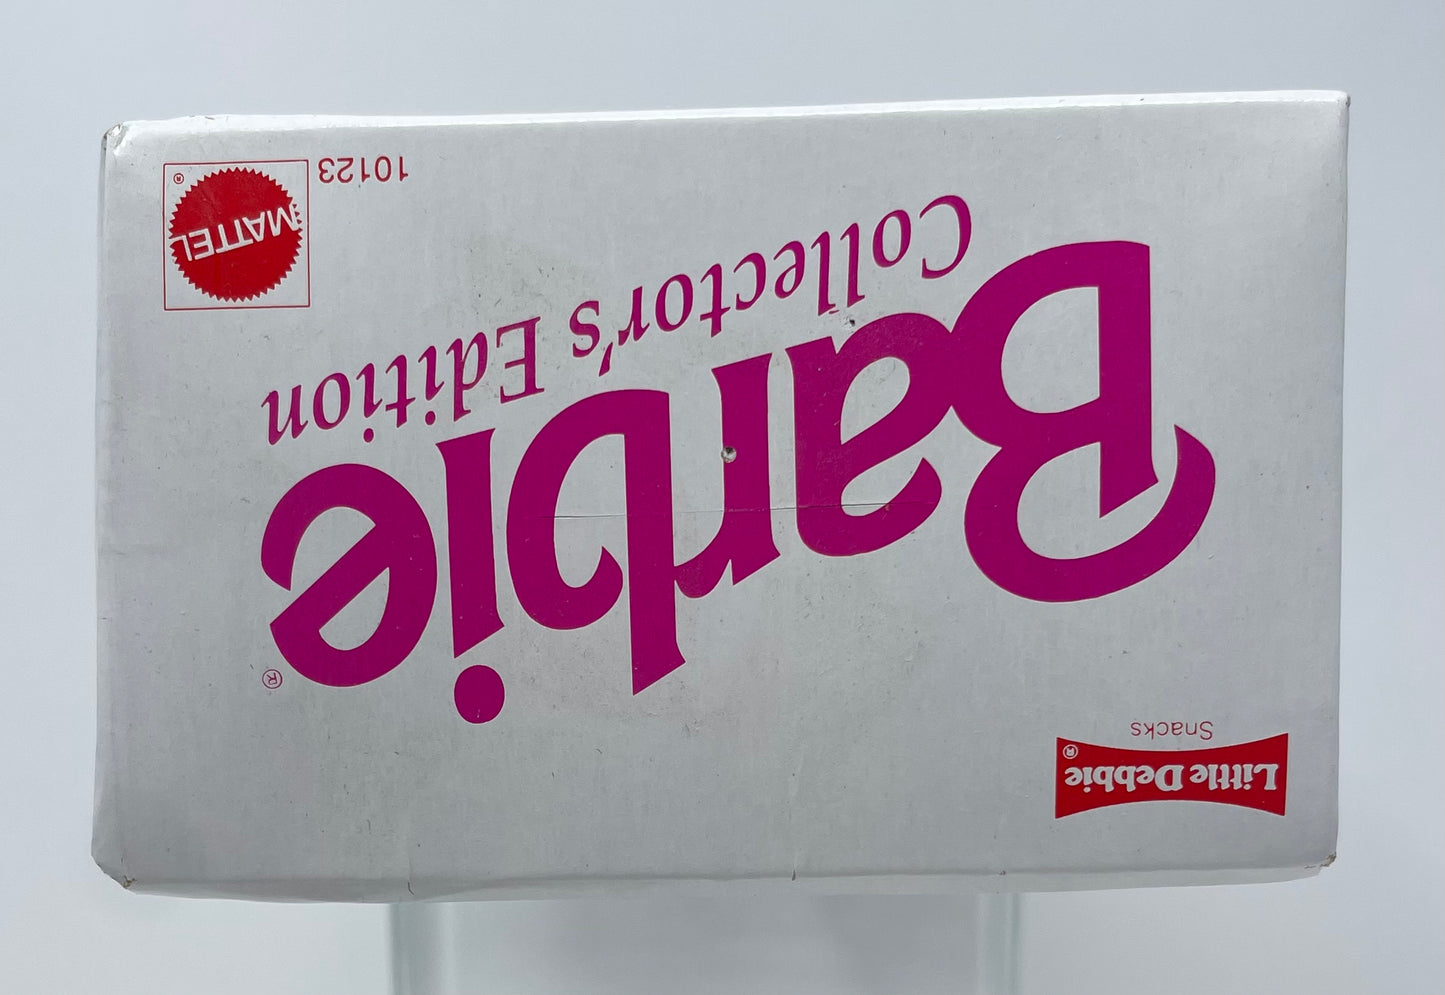 Little Debbie®
Snacks
Barbie®
Collector's Edition
10123
MATTEL
®